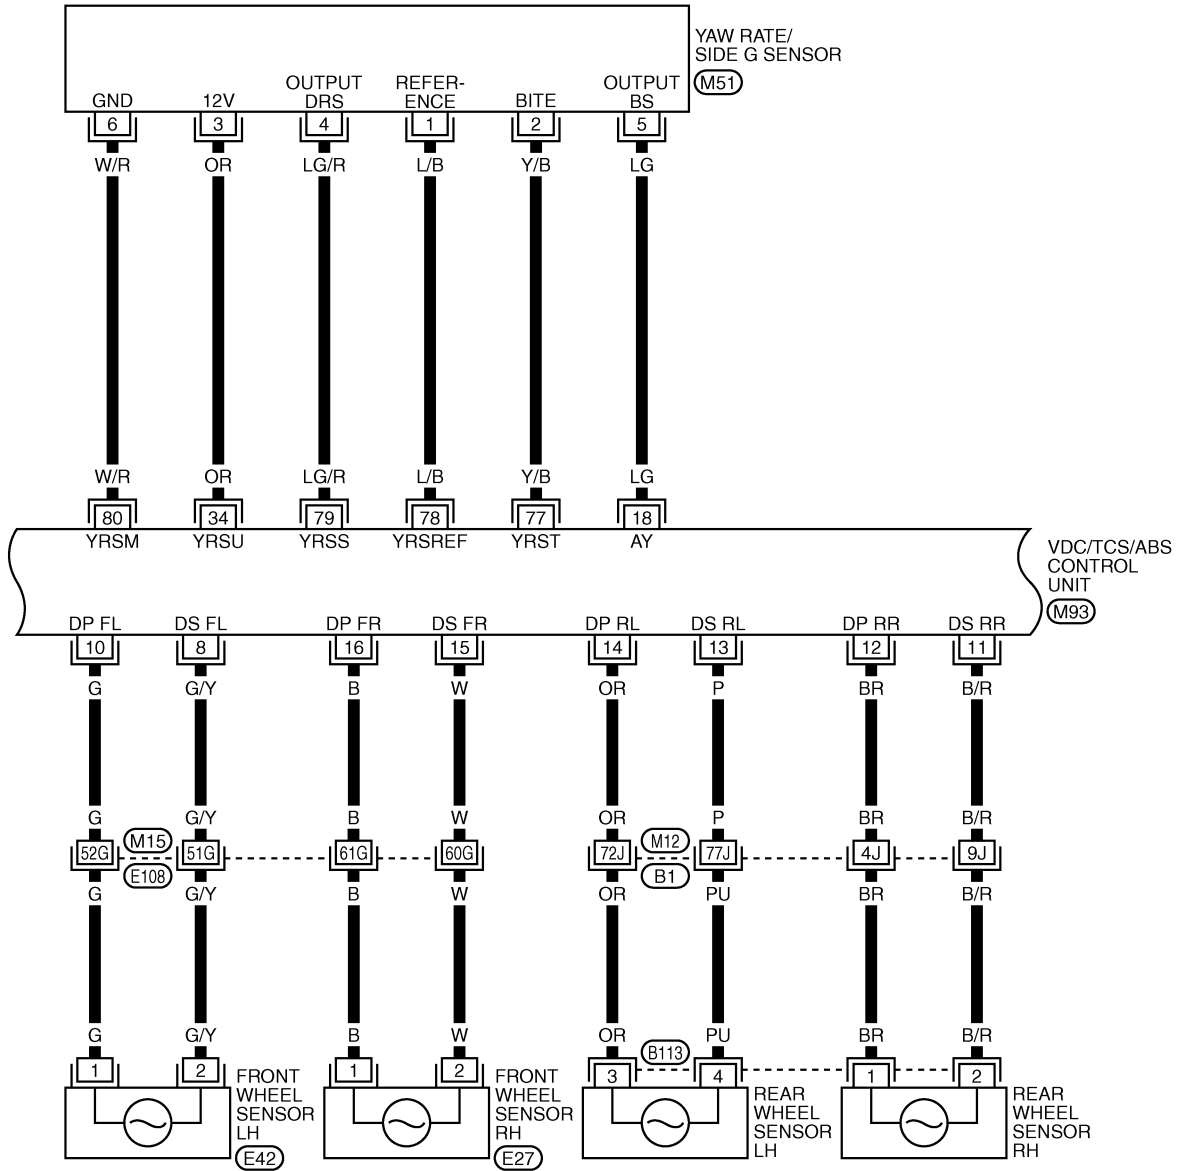 YAW RATE/
SIDE G SENSOR
M51
GND
12V
OUTPUT
DRS
REFER-
ENCE
BITE
OUTPUT
BS
6 3 4 1 2 5
W/R OR LG/R L/B Y/B LG
W/R OR LG/R L/B Y/B LG
80 34 79 78 77 18
YRSM YRSU YRSS YRSREF YRST AY
VDC/TCS/ABS
CONTROL
UNIT
M93
DP FL DS FL DP FR DS FR DP RL DS RL DP RR DS RR
10 8 16 15 14 13 12 11
G G/Y B W OR P BR B/R
G G/Y B W OR P BR B/R
M15 M12
52G 51G 61G 60G 72J 77J 4J 9J
E108 B1
G G/Y B W OR PU BR B/R
G G/Y B W OR PU BR B/R
B113
1 2 1 2 3 4 1 2
FRONT
WHEEL
SENSOR
LH
E42
FRONT
WHEEL
SENSOR
RH
E27
REAR
WHEEL
SENSOR
LH
REAR
WHEEL
SENSOR
RH